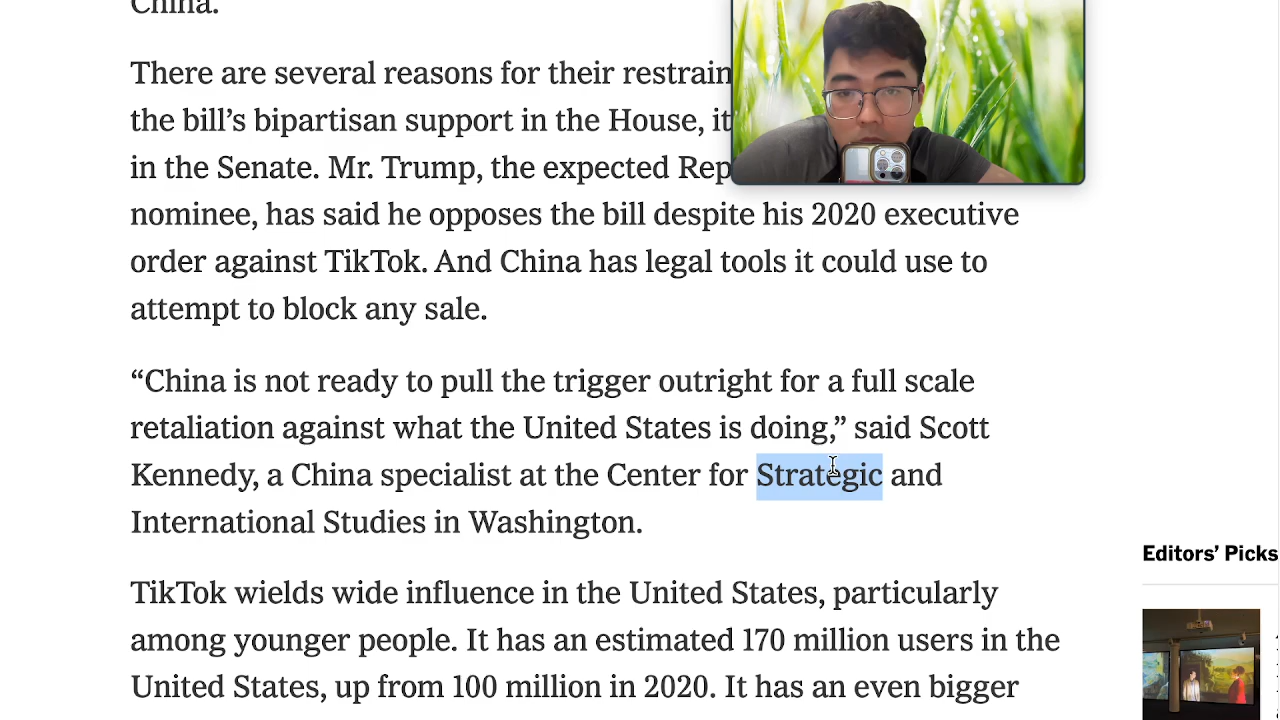 China.
There are several reasons for their restrain
the bill’s bipartisan support in the House, it
in the Senate. Mr. Trump, the expected Rep
nominee, has said he opposes the bill despite his 2020 executive
order against TikTok. And China has legal tools it could use to
attempt to block any sale.
“China is not ready to pull the trigger outright for a full scale
retaliation against what the United States is doing,” said Scott
Kennedy, a China specialist at the Center for Strategic and
International Studies in Washington.
TikTok wields wide influence in the United States, particularly
among younger people. It has an estimated 170 million users in the
United States, up from 100 million in 2020. It has an even bigger
Editors’ Picks